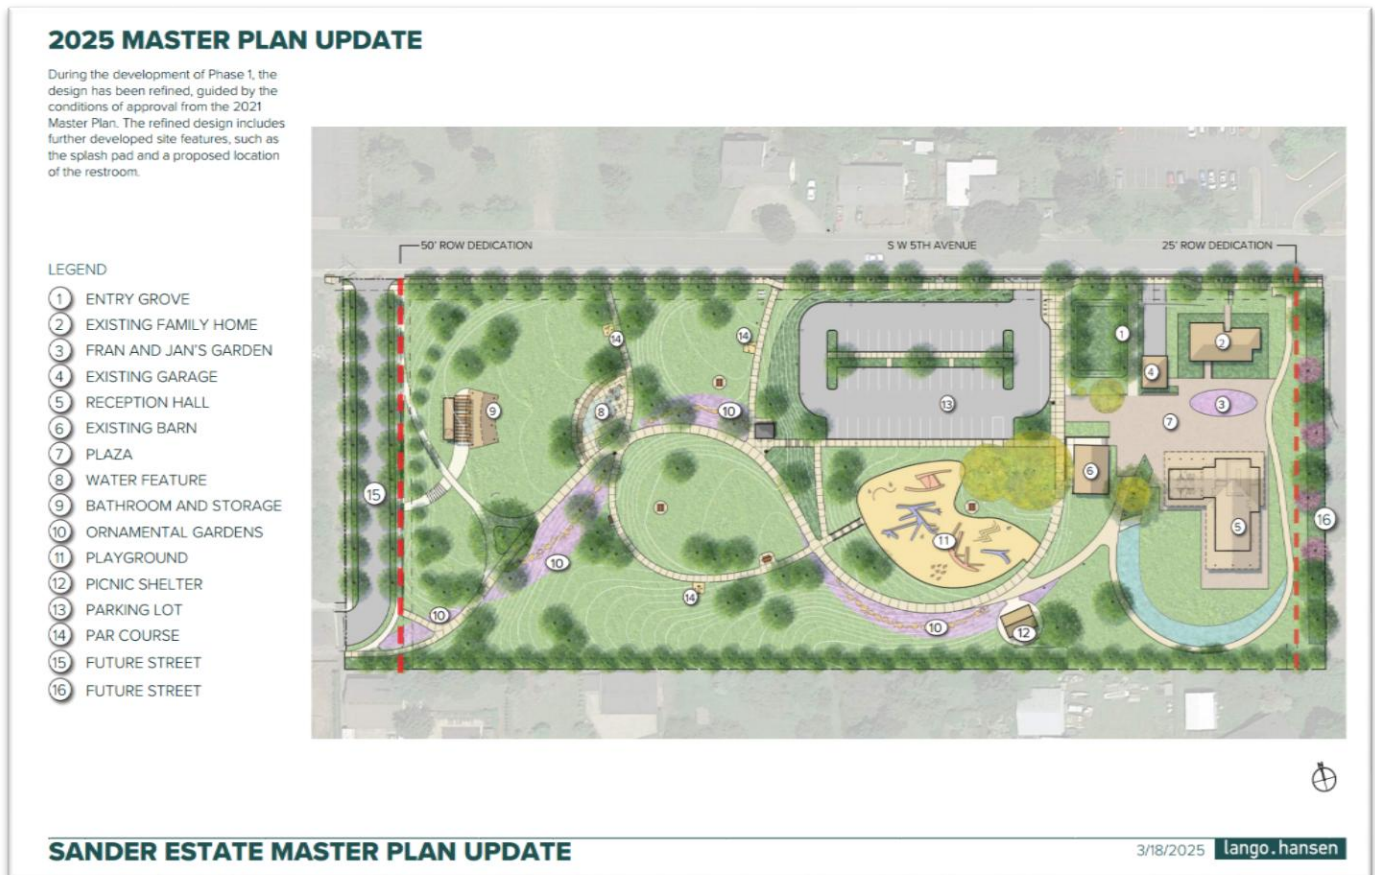 2025 MASTER PLAN UPDATE
During the development of Phase 1, the
design has been refined, guided by the
conditions of approval from the 2021
Master Plan. The refined design includes
further developed site features, such as
the splash pad and a proposed location
of the restroom.
50' ROW DEDICATION
S W 5TH AVENUE
25' ROW DEDICATION
LEGEND
1 ENTRY GROVE
2 EXISTING FAMILY HOME
3 FRAN AND JAN'S GARDEN
4 EXISTING GARAGE
5 RECEPTION HALL
6 EXISTING BARN
7 PLAZA
8 WATER FEATURE
9 BATHROOM AND STORAGE
10 ORNAMENTAL GARDENS
11 PLAYGROUND
12 PICNIC SHELTER
13 PARKING LOT
14 PAR COURSE
15 FUTURE STREET
16 FUTURE STREET
14
14
1
2
4
3
9
8
10
13
7
6
15
5
16
11
10
14
10
10
12
SANDER ESTATE MASTER PLAN UPDATE
3/18/2025 lango.hansen